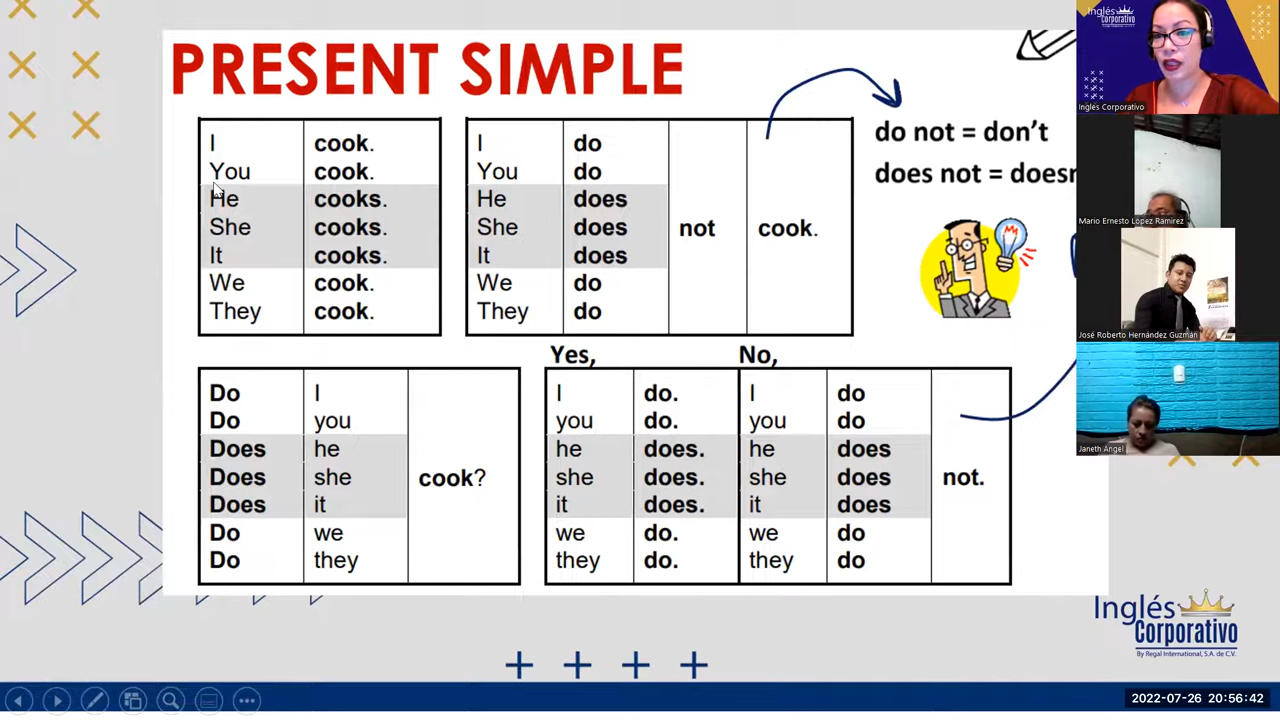 PRESENT SIMPLE
I cook.
You cook.
He cooks.
She cooks.
It cooks.
We cook.
They cook.
I do
You do
He does
She does
It does
We do
They do
not
cook.
do not = don't
does not = doesn
Do I
Do you
Does he
Does she
Does it
Do we
Do they
cook?
Yes,
I do.
you do.
he does.
she does.
it does.
we do.
they do.
No,
I do
you do
he does
she does
it does
we do
they do
not.
Inglés
Corporativo
Inglés Corporativo
Mario Ernesto López Ramírez
José Roberto Hernández Guzmán
Janeth Angel
Inglés
Corporativo
By Regal International, S.A. de C.V.
2022-07-26 20:56:42